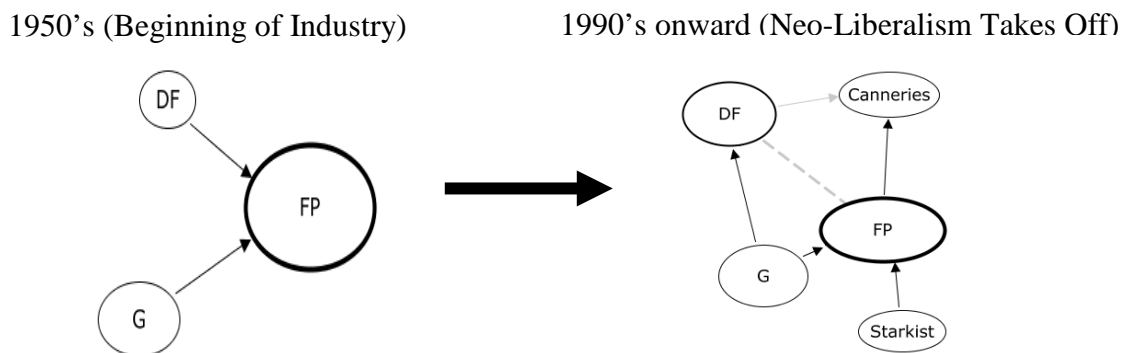 1950’s (Beginning of Industry)
1990’s onward (Neo-Liberalism Takes Off)
DF
FP
G
DF
Canneries
FP
G
Starkist